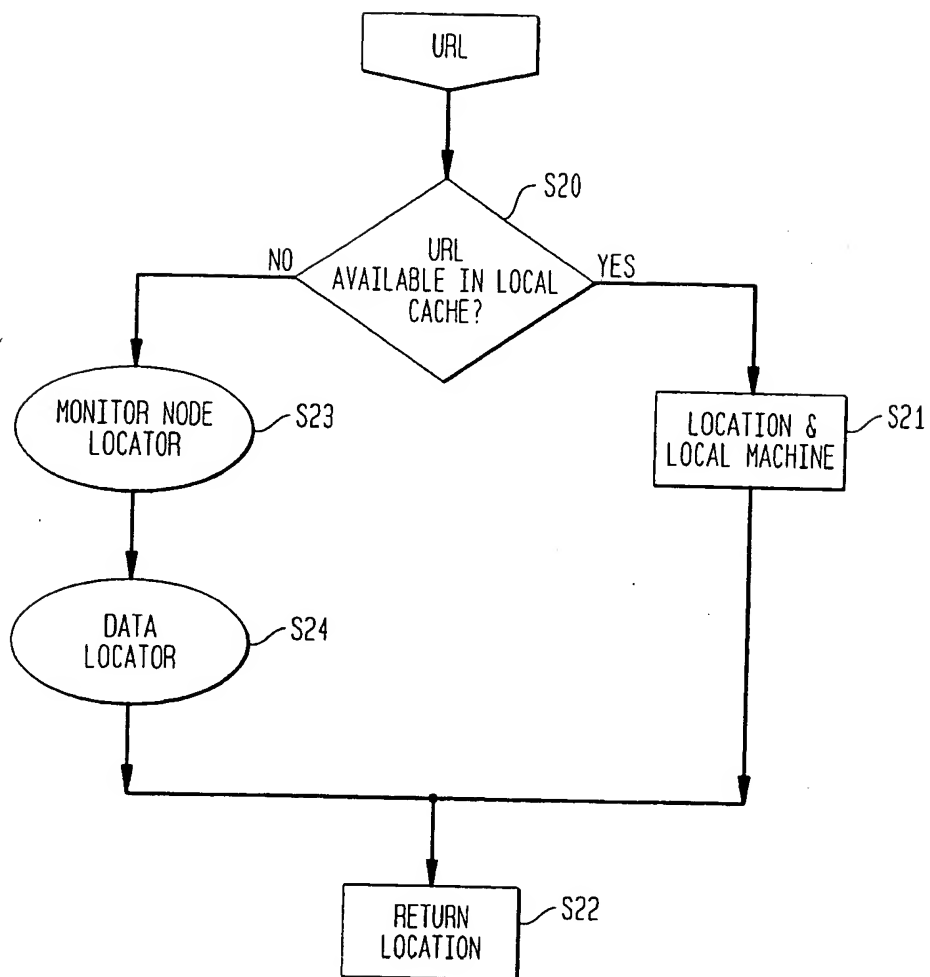 URL
S20
URL
AVAILABLE IN LOCAL
CACHE?
NO
YES
MONITOR NODE
LOCATOR
S23
LOCATION &
LOCAL MACHINE
S21
DATA
LOCATOR
S24
RETURN
LOCATION
S22